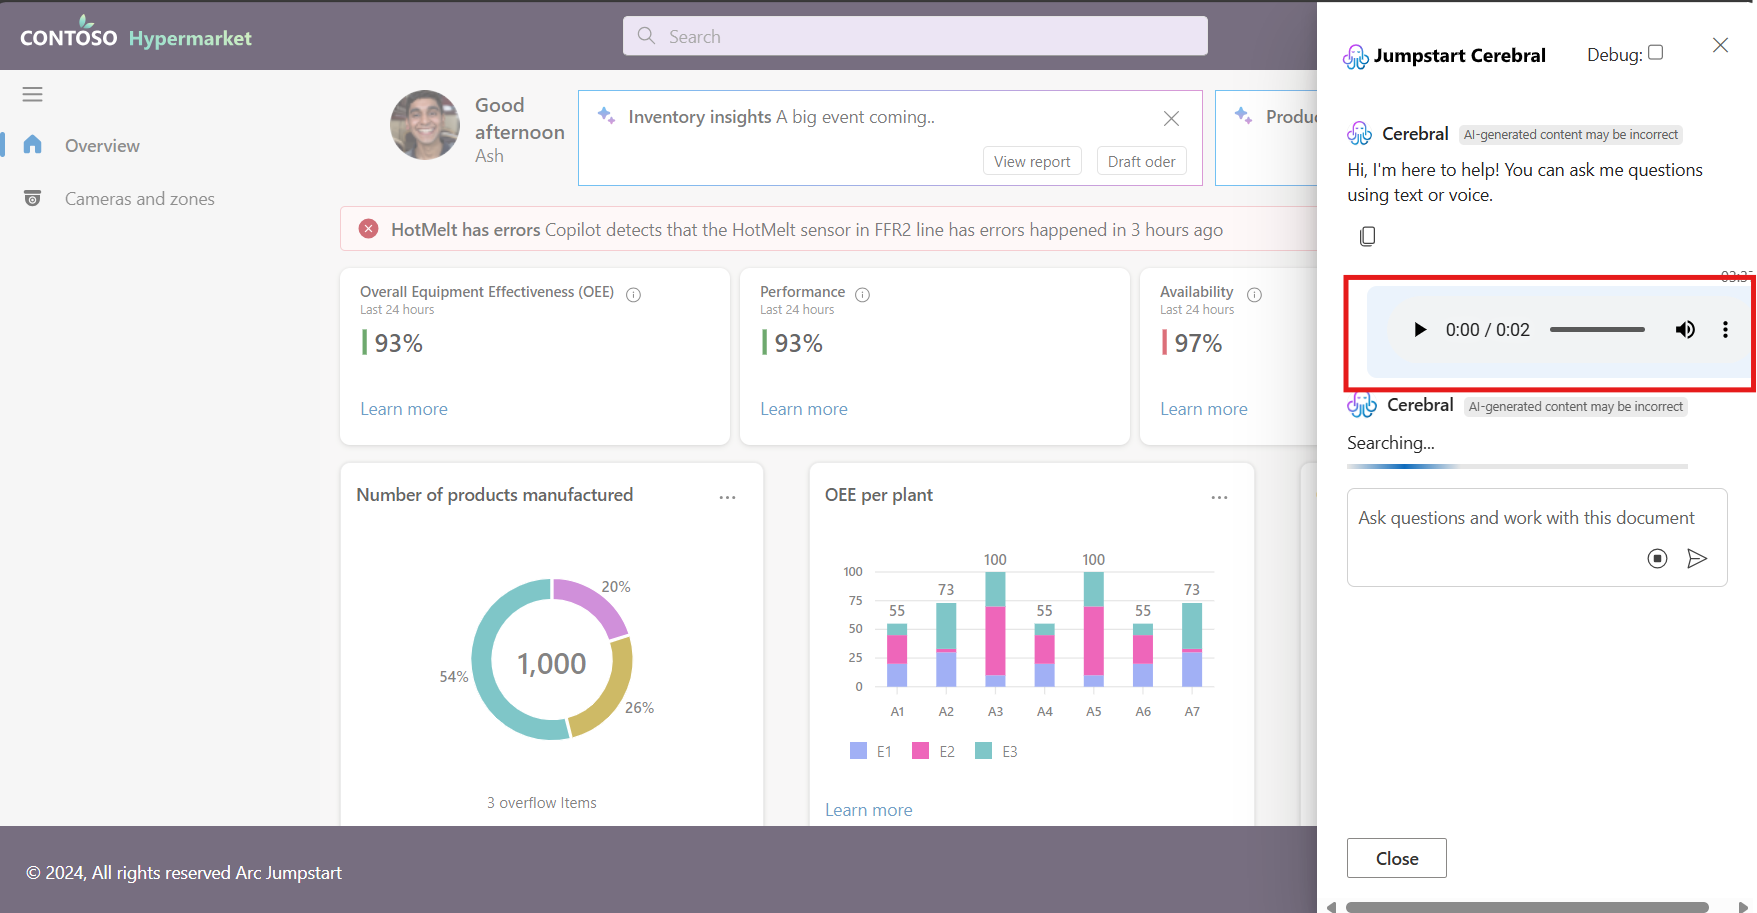 CONTOSO Hypermarket
Search
Overview
Cameras and zones
Good
afternoon
Ash
Inventory insights A big event coming..
View report
Draft oder
HotMelt has errors Copilot detects that the HotMelt sensor in FFR2 line has errors happened in 3 hours ago
Overall Equipment Effectiveness (OEE)
Last 24 hours
93%
Learn more
Performance
Last 24 hours
93%
Learn more
Availability
Last 24 hours
97%
Learn more
Number of products manufactured
20%
1,000
54%
26%
3 overflow Items
OEE per plant
100
75
50
25
0
55
73
100
55
100
55
73
A1 A2 A3 A4 A5 A6 A7
E1 E2 E3
Learn more
© 2024, All rights reserved Arc Jumpstart
Jumpstart Cerebral
Debug:
Cerebral AI-generated content may be incorrect
Hi, I'm here to help! You can ask me questions
using text or voice.
0:00 / 0:02
Cerebral AI-generated content may be incorrect
Searching...
Ask questions and work with this document
Close